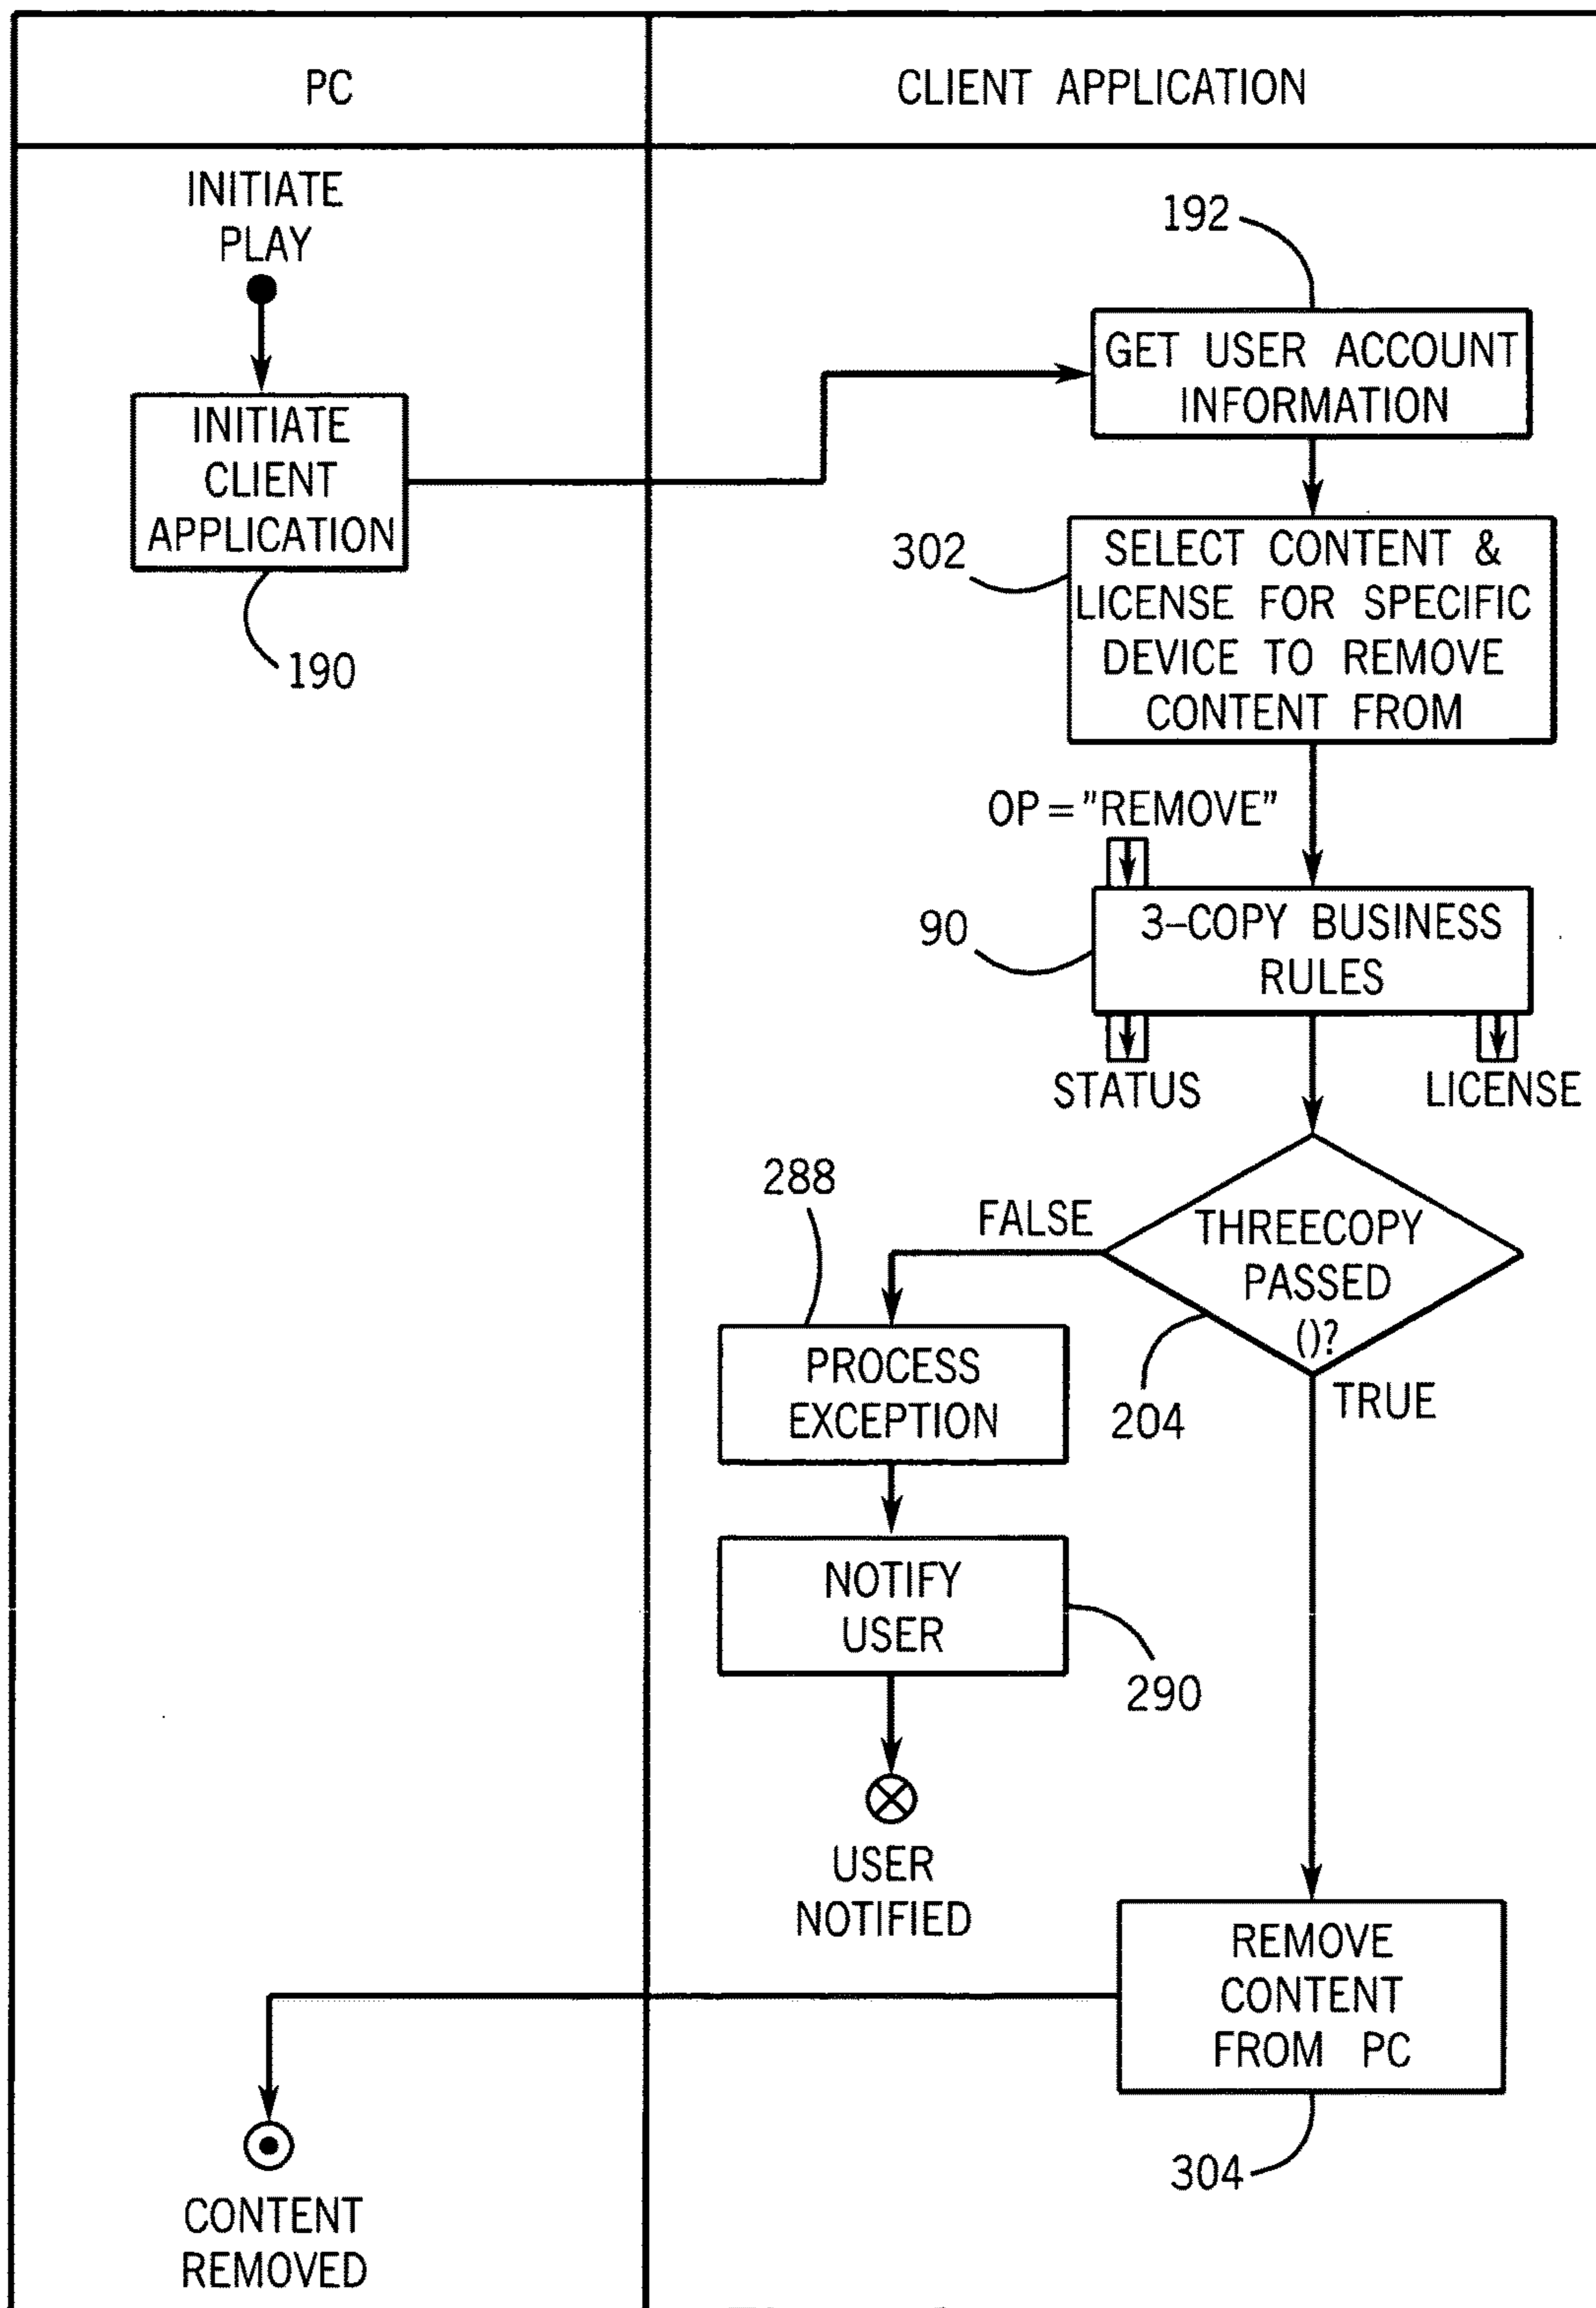 PC
CLIENT APPLICATION
INITIATE
PLAY
INITIATE
CLIENT
APPLICATION
190
192
GET USER ACCOUNT
INFORMATION
302
SELECT CONTENT &
LICENSE FOR SPECIFIC
DEVICE TO REMOVE
CONTENT FROM
OP = "REMOVE"
90
3-COPY BUSINESS
RULES
STATUS
LICENSE
288
FALSE
THREECOPY
PASSED
()?
204
TRUE
PROCESS
EXCEPTION
NOTIFY
USER
290
USER
NOTIFIED
REMOVE
CONTENT
FROM PC
304
CONTENT
REMOVED